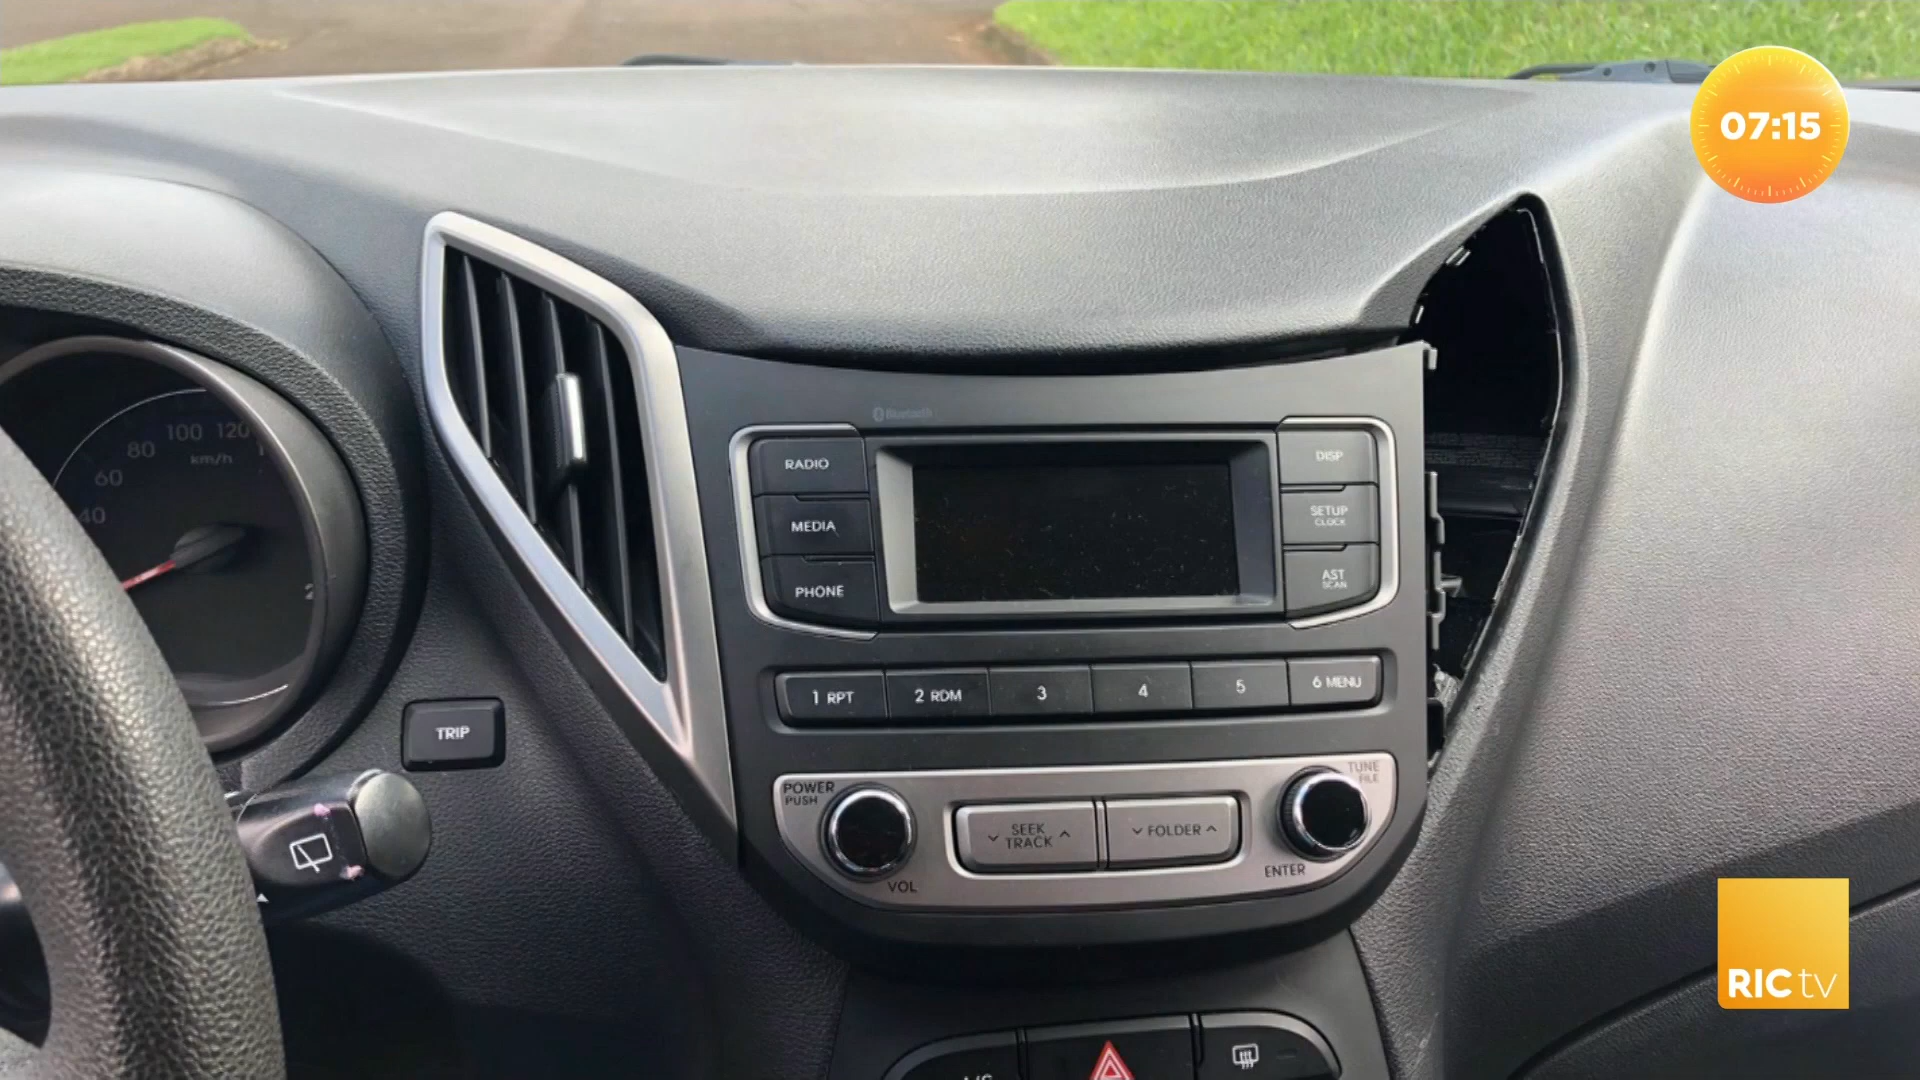 07:15
Bluetooth
RADIO
DISP
MEDIA
SETUP
CLOCK
PHONE
AST
SCAN
100 120
80
km/h
60
40
2
1 RPT
2 RDM
3
4
5
6 MENU
TRIP
POWER
PUSH
VOL
SEEK
TRACK
FOLDER
TUNE
FILE
ENTER
A/C
RIC tv